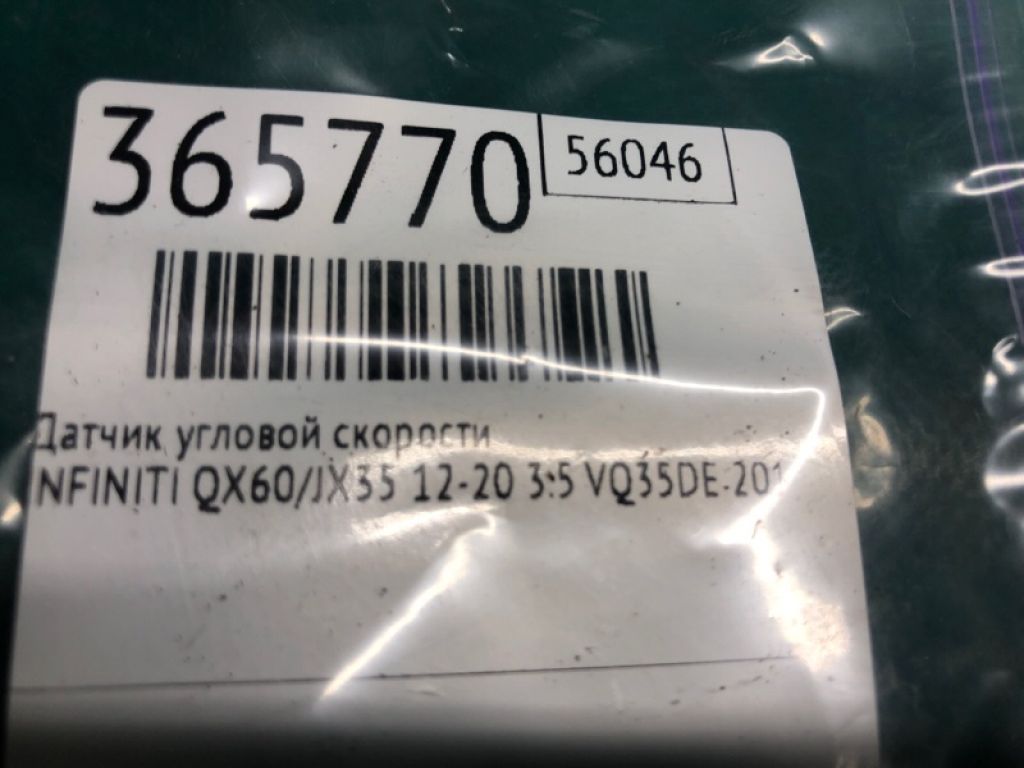 365770
56046
Датчик угловой скорости
NFINITI QX60/JX35 12-20 3.5 VQ35DE 201